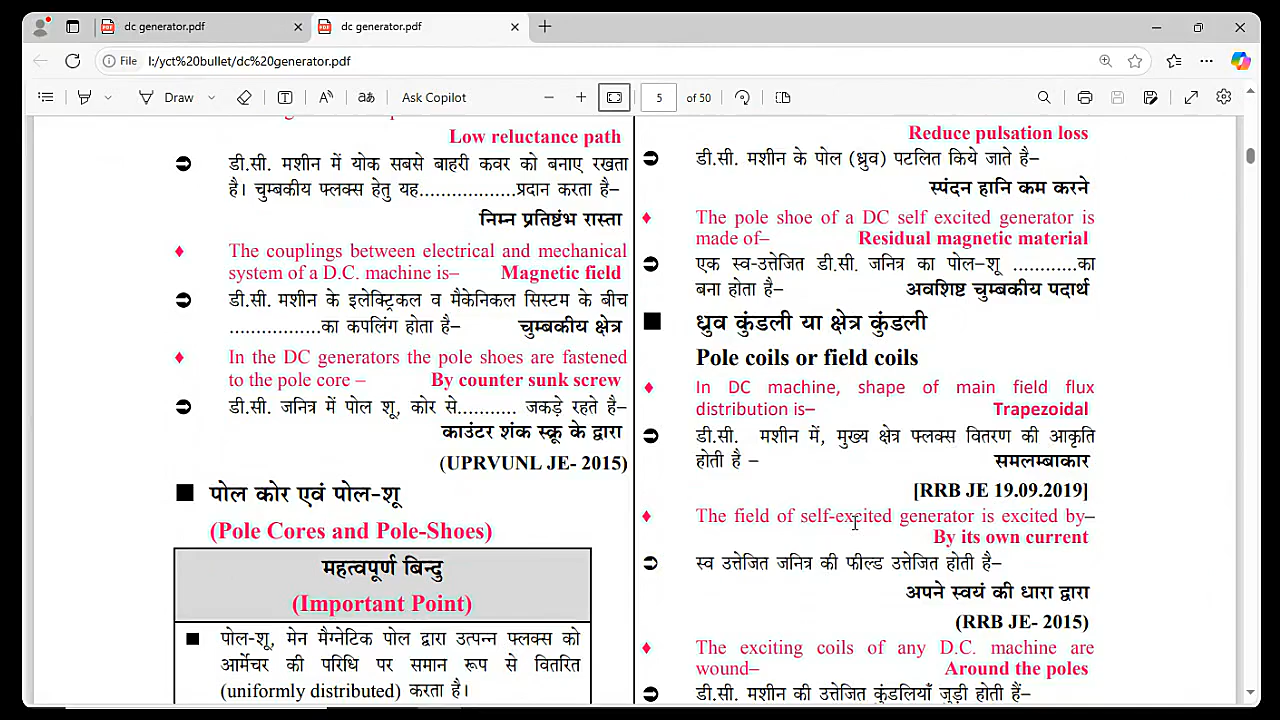 dc generator.pdf
dc generator.pdf
File
I:/yct%20bullet/dc%20generator.pdf
Draw
Ask Copilot
5
of 50
Low reluctance path
डी.सी. मशीन में योक सबसे बाहरी कवर को बनाए रखता
है। चुम्बकीय फ्लक्स हेतु यह..................प्रदान करता है–
निम्न प्रतिष्टंभ रास्ता
The couplings between electrical and mechanical
system of a D.C. machine is– Magnetic field
डी.सी. मशीन के इलेक्ट्रिकल व मैकेनिकल सिस्टम के बीच
.................का कपलिंग होता है– चुम्बकीय क्षेत्र
In the DC generators the pole shoes are fastened
to the pole core – By counter sunk screw
डी.सी. जनित्र में पोल शू, कोर से........... जकड़े रहते है–
काउंटर शंक स्क्रू के द्वारा
(UPRVUNL JE- 2015)
पोल कोर एवं पोल-शू
(Pole Cores and Pole-Shoes)
महत्वपूर्ण बिन्दु
(Important Point)
पोल-शू, मेन मैग्नेटिक पोल द्वारा उत्पन्न फ्लक्स को
आर्मेचर की परिधि पर समान रूप से वितरित
(uniformly distributed) करता है।
Reduce pulsation loss
डी.सी. मशीन के पोल (ध्रुव) पटलित किये जाते है–
स्पंदन हानि कम करने
The pole shoe of a DC self excited generator is
made of– Residual magnetic material
एक स्व-उत्तेजित डी.सी. जनित्र का पोल–शू ............का
बना होता है– अवशिष्ट चुम्बकीय पदार्थ
ध्रुव कुंडली या क्षेत्र कुंडली
Pole coils or field coils
In DC machine, shape of main field flux
distribution is– Trapezoidal
डी.सी. मशीन में, मुख्य क्षेत्र फ्लक्स वितरण की आकृति
होती है – समलम्बाकार
[RRB JE 19.09.2019]
The field of self-excited generator is excited by–
By its own current
स्व उत्तेजित जनित्र की फील्ड उत्तेजित होती है–
अपने स्वयं की धारा द्वारा
(RRB JE- 2015)
The exciting coils of any D.C. machine are
wound– Around the poles
डी.सी. मशीन की उत्तेजित कुंडलियाँ जुड़ी होती हैं–